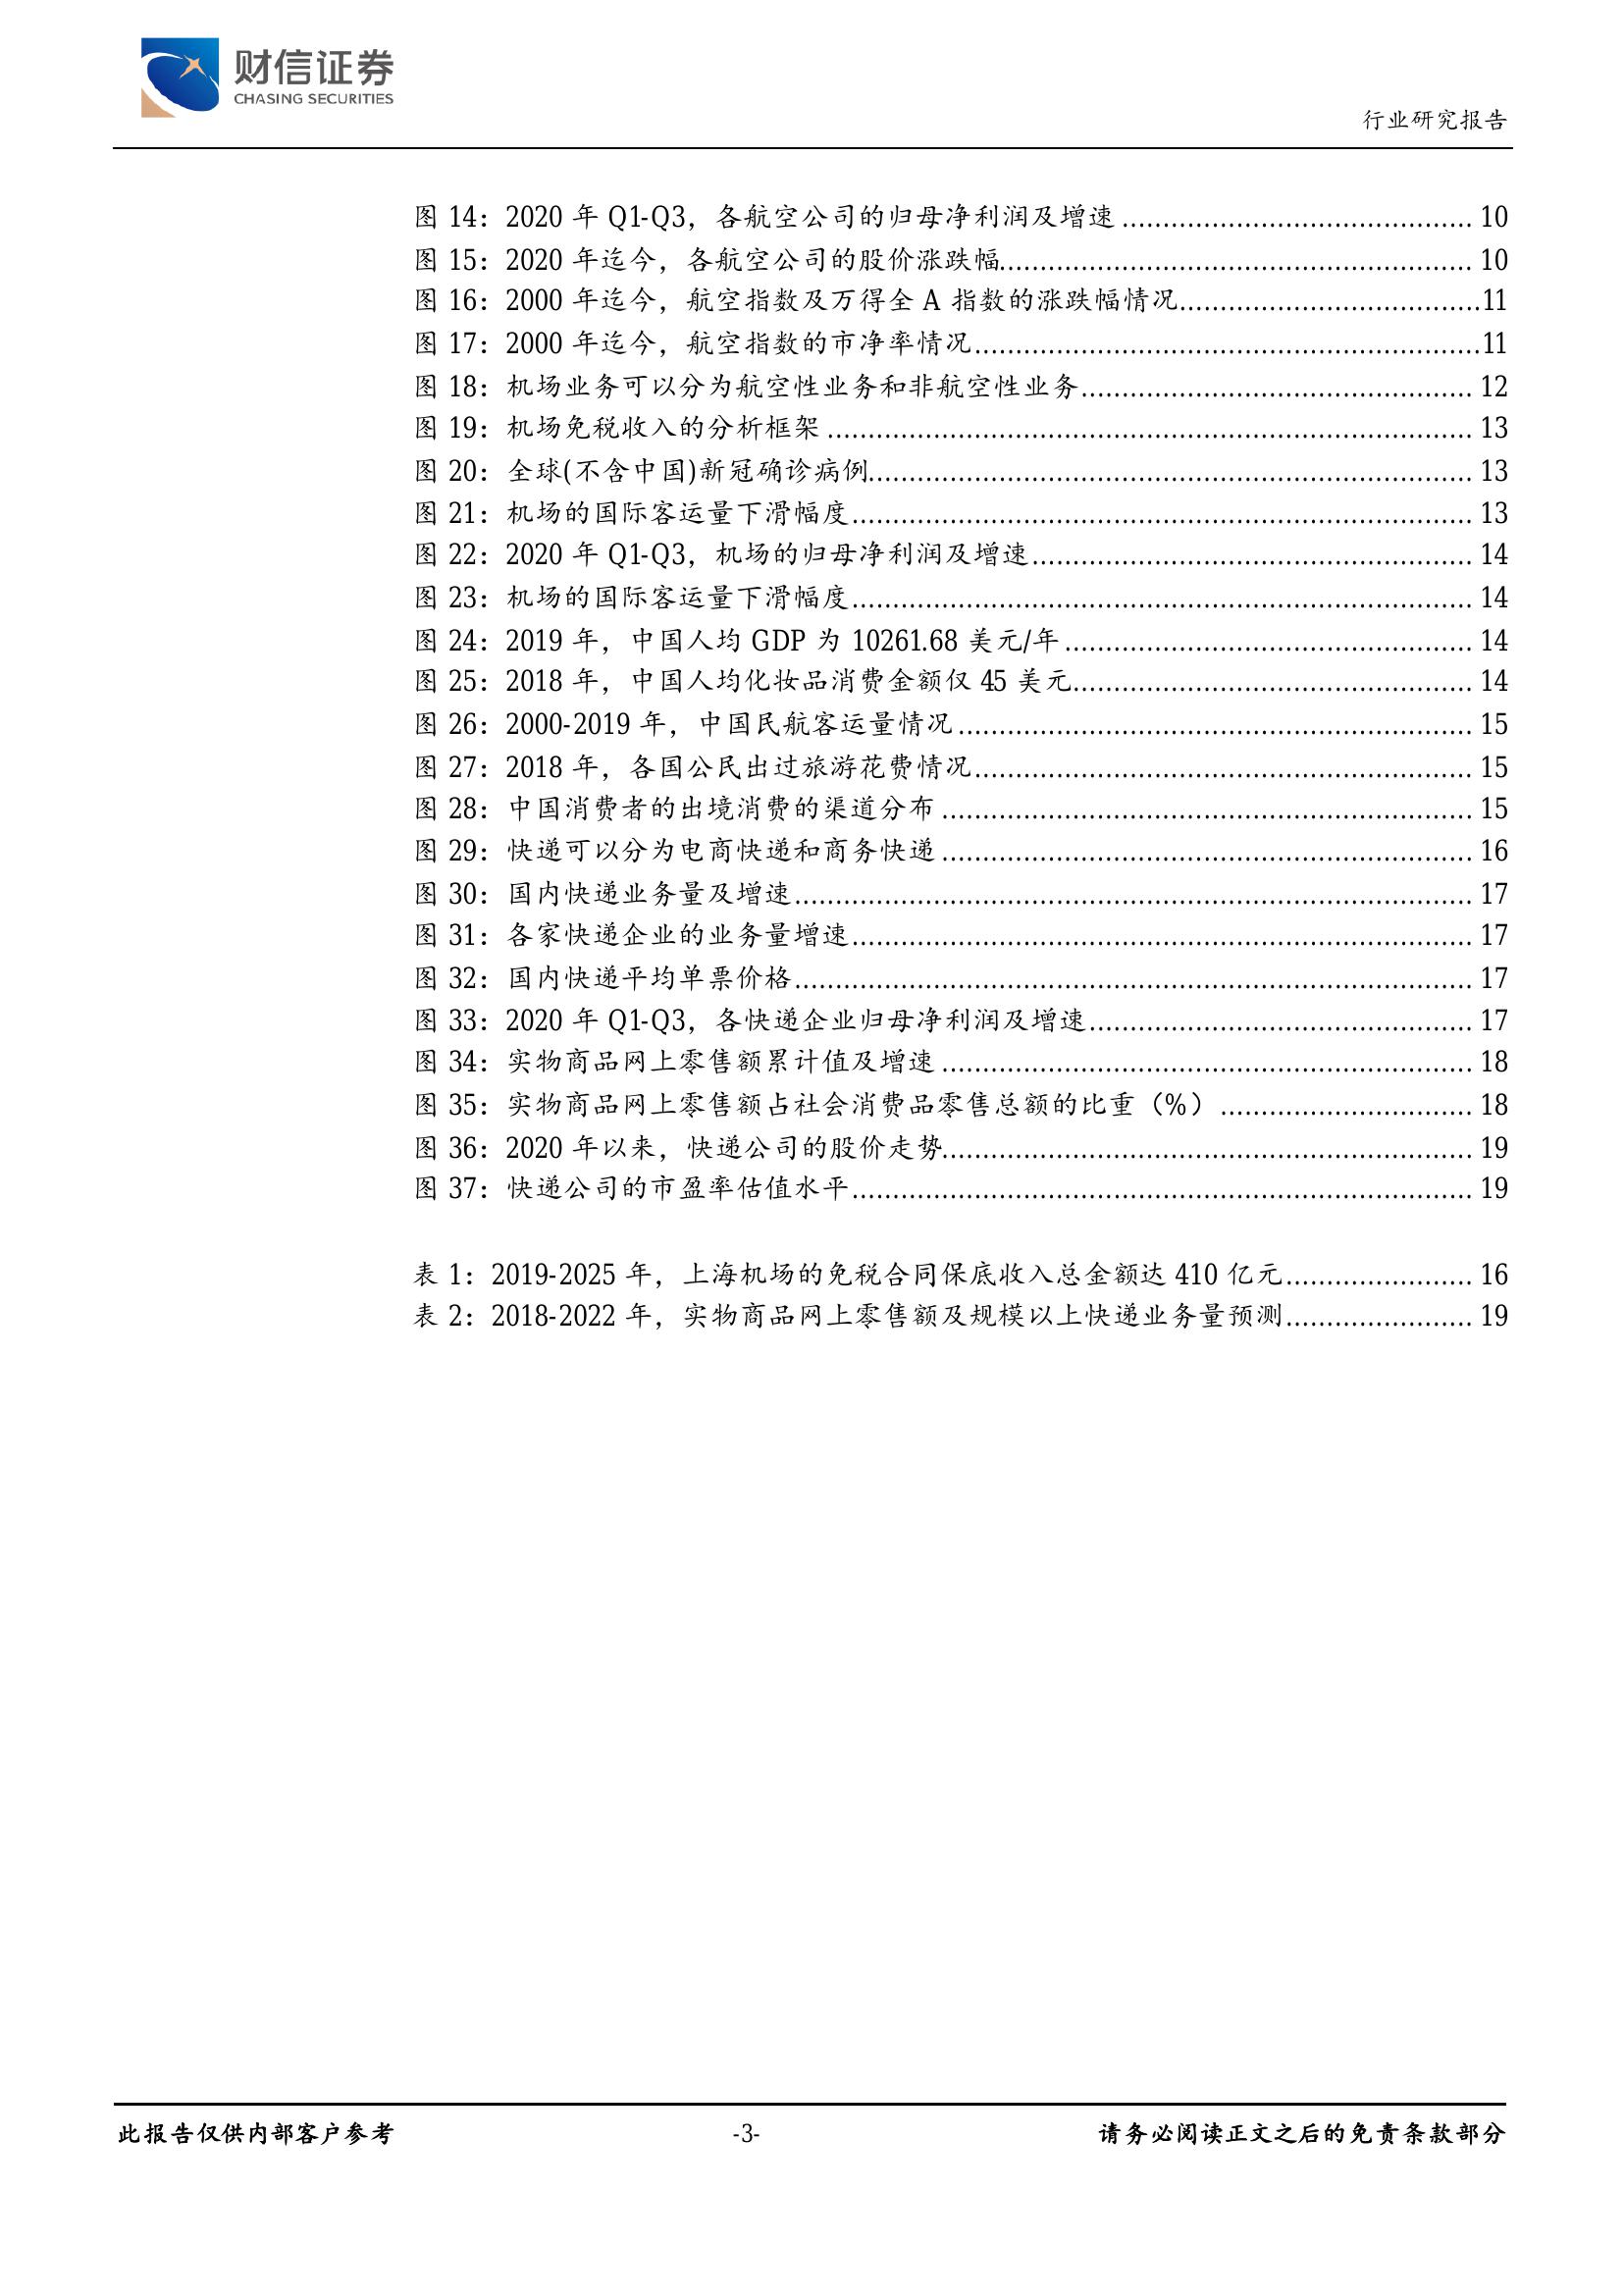 财信证券
CHASING SECURITIES
行业研究报告
图 14：2020 年 Q1-Q3，各航空公司的归母净利润及增速 10
图 15：2020 年迄今，各航空公司的股价涨跌幅 10
图 16：2000 年迄今，航空指数及万得全 A 指数的涨跌幅情况 11
图 17：2000 年迄今，航空指数的市净率情况 11
图 18：机场业务可以分为航空性业务和非航空性业务 12
图 19：机场免税收入的分析框架 13
图 20：全球(不含中国)新冠确诊病例 13
图 21：机场的国际客运量下滑幅度 13
图 22：2020 年 Q1-Q3，机场的归母净利润及增速 14
图 23：机场的国际客运量下滑幅度 14
图 24：2019 年，中国人均 GDP 为 10261.68 美元/年 14
图 25：2018 年，中国人均化妆品消费金额仅 45 美元 14
图 26：2000-2019 年，中国民航客运量情况 15
图 27：2018 年，各国公民出过旅游花费情况 15
图 28：中国消费者的出境消费的渠道分布 15
图 29：快递可以分为电商快递和商务快递 16
图 30：国内快递业务量及增速 17
图 31：各家快递企业的业务量增速 17
图 32：国内快递平均单票价格 17
图 33：2020 年 Q1-Q3，各快递企业归母净利润及增速 17
图 34：实物商品网上零售额累计值及增速 18
图 35：实物商品网上零售额占社会消费品零售总额的比重（%） 18
图 36：2020 年以来，快递公司的股价走势 19
图 37：快递公司的市盈率估值水平 19
表 1：2019-2025 年，上海机场的免税合同保底收入总金额达 410 亿元 16
表 2：2018-2022 年，实物商品网上零售额及规模以上快递业务量预测 19
此报告仅供内部客户参考
-3-
请务必阅读正文之后的免责条款部分